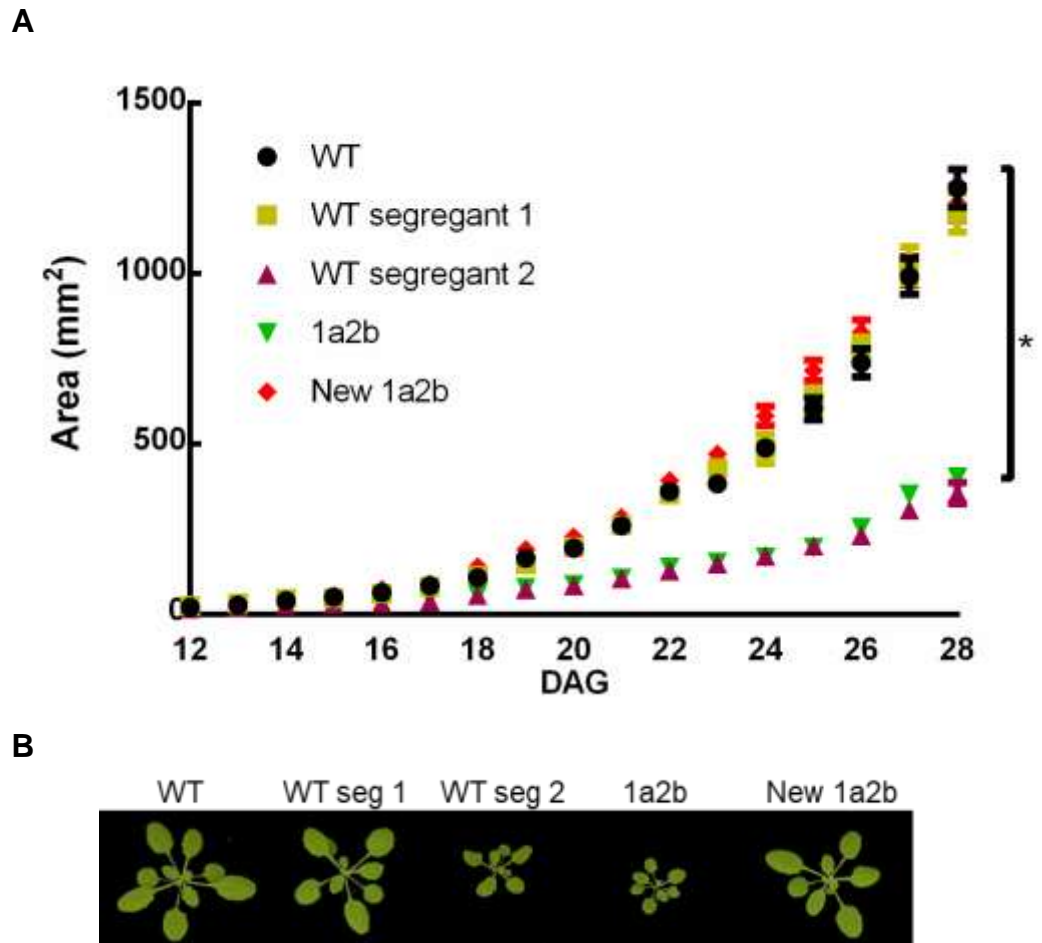 A
1500
1000
500
0
Area (mm²)
WT
WT segregant 1
WT segregant 2
1a2b
New 1a2b
*
12 14 16 18 20 22 24 26 28
DAG
B
WT WT seg 1 WT seg 2 1a2b New 1a2b